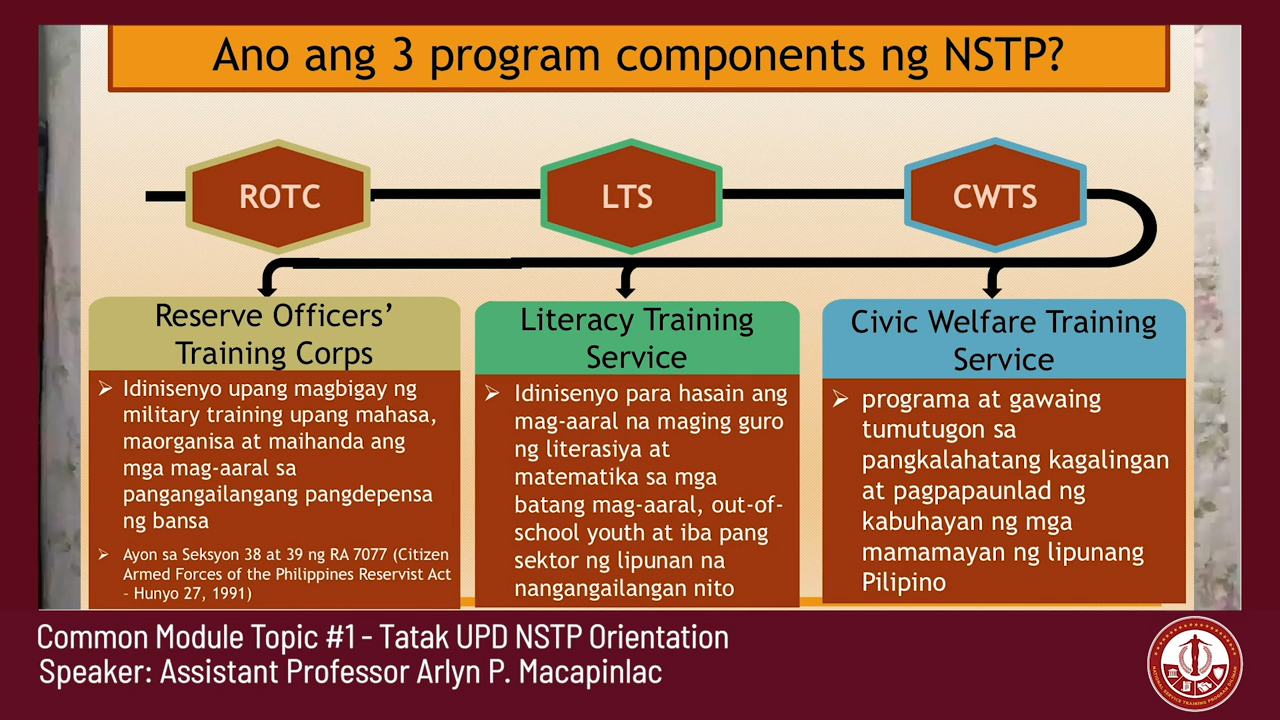 Ano ang 3 program components ng NSTP?
ROTC
LTS
CWTS
Reserve Officers’
Training Corps
➢ Idinisenyo upang magbigay ng
military training upang mahasa,
maorganisa at maihanda ang
mga mag-aaral sa
pangangailangang pangdepensa
ng bansa
➢ Ayon sa Seksyon 38 at 39 ng RA 7077 (Citizen
Armed Forces of the Philippines Reservist Act
- Hunyo 27, 1991)
Literacy Training
Service
➢ Idinisenyo para hasain ang
mag-aaral na maging guro
ng literasiya at
matematika sa mga
batang mag-aaral, out-of-
school youth at iba pang
sektor ng lipunan na
nangangailangan nito
Civic Welfare Training
Service
➢ programa at gawaing
tumutugon sa
pangkalahatang kagalingan
at pagpapaunlad ng
kabuhayan ng mga
mamamayan ng lipunang
Pilipino
Common Module Topic #1 - Tatak UPD NSTP Orientation
Speaker: Assistant Professor Arlyn P. Macapinlac
NATIONAL SERVICE TRAINING PROGRAM DILIMAN